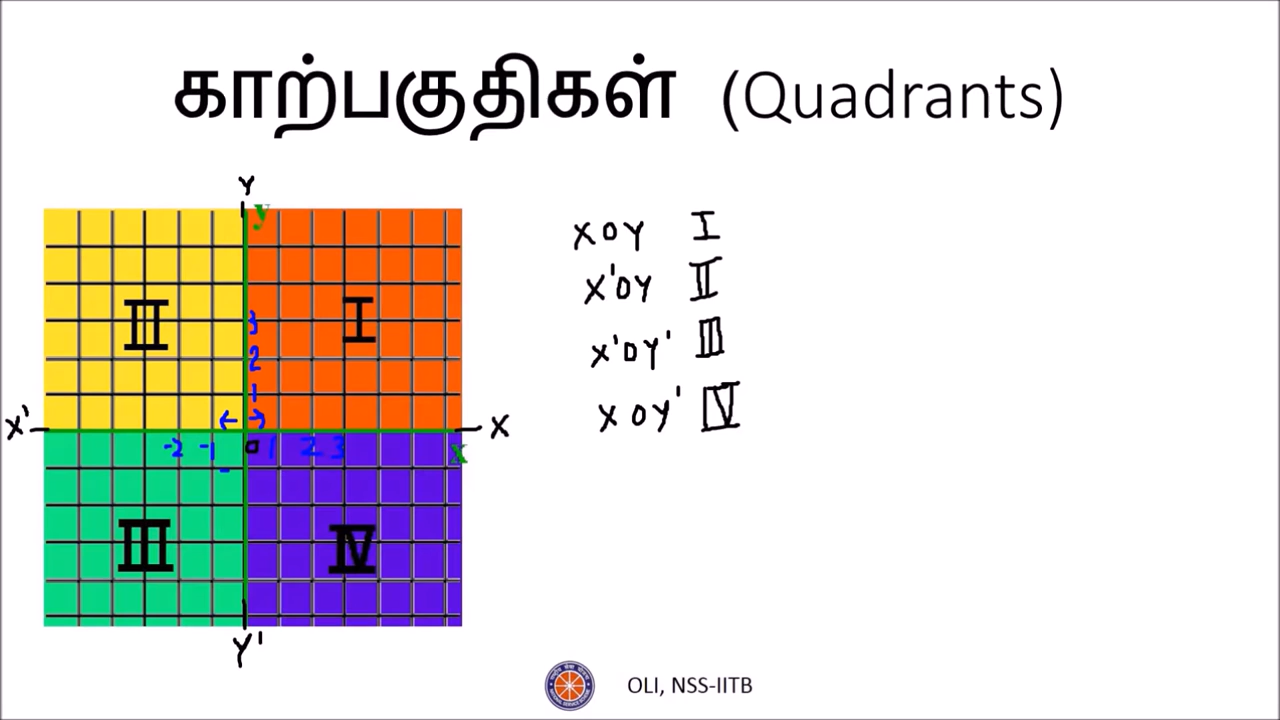 காற்பகுதிகள் (Quadrants)
Y
y
II I
3
2
1
X' X
-2 -1 0 1 2 3 x
-
III IV
Y'
XOY I
X'OY II
X'OY' III
XOY' IV
OLI, NSS-IITB